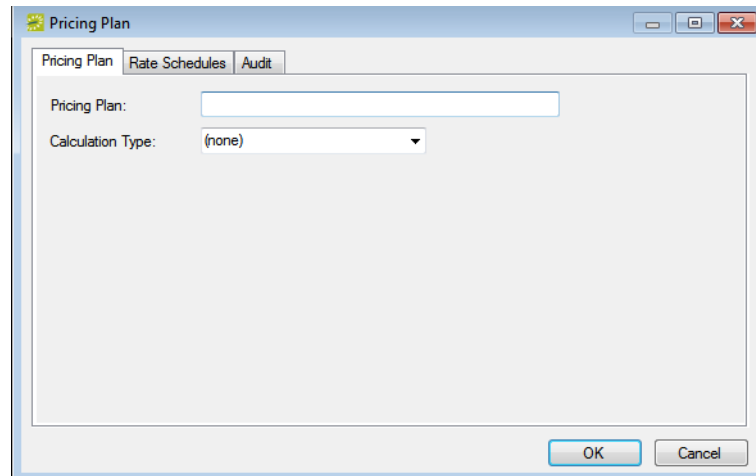 Pricing Plan
Pricing Plan Rate Schedules Audit
Pricing Plan:
Calculation Type: (none)
OK Cancel